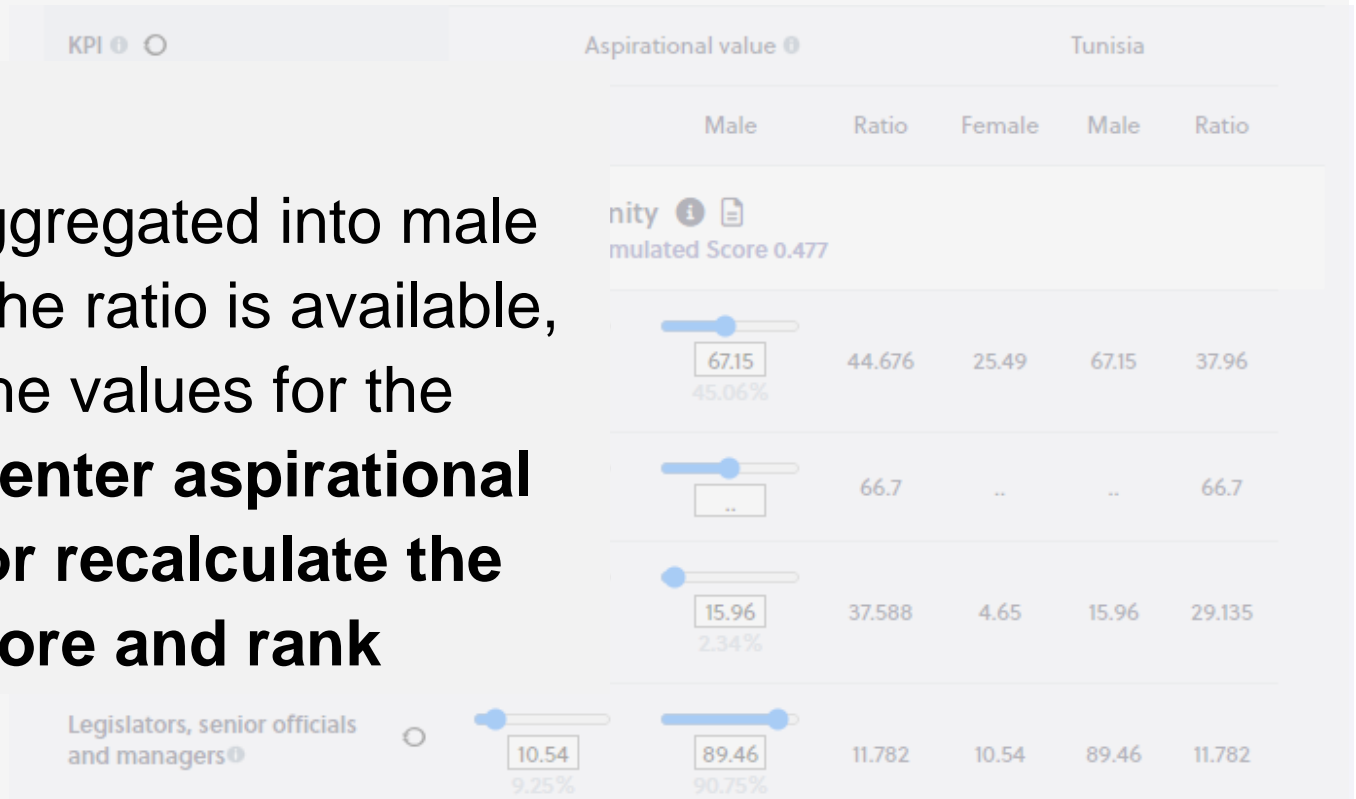 KPI Aspirational value Tunisia
Male Ratio Female Male Ratio
ggregated into male
he ratio is available,
ne values for the
enter aspirational
or recalculate the
ore and rank
nity
mulated Score 0.477
67.15 44.676 25.49 67.15 37.96
45.06%
.. 66.7 .. .. 66.7
15.96 37.588 4.65 15.96 29.135
2.34%
Legislators, senior officials
and managers
10.54 89.46 11.782 10.54 89.46 11.782
9.25% 90.75%